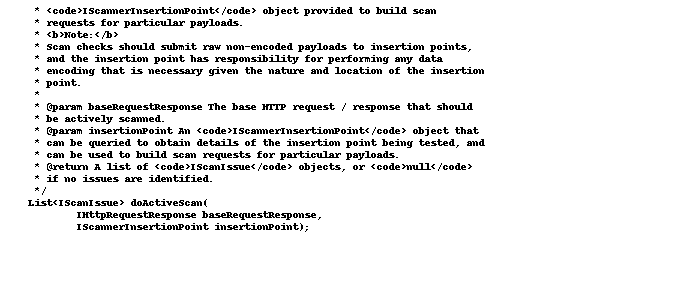 * <code>IScannerInsertionPoint</code> object provided to build scan
* requests for particular payloads.
* <b>Note:</b>
* Scan checks should submit raw non-encoded payloads to insertion points,
* and the insertion point has responsibility for performing any data
* encoding that is necessary given the nature and location of the insertion
* point.
*
* @param baseRequestResponse The base HTTP request / response that should
* be actively scanned.
* @param insertionPoint An <code>IScannerInsertionPoint</code> object that
* can be queried to obtain details of the insertion point being tested, and
* can be used to build scan requests for particular payloads.
* @return A list of <code>IScanIssue</code> objects, or <code>null</code>
* if no issues are identified.
*/
List<IScanIssue> doActiveScan(
IHttpRequestResponse baseRequestResponse,
IScannerInsertionPoint insertionPoint);